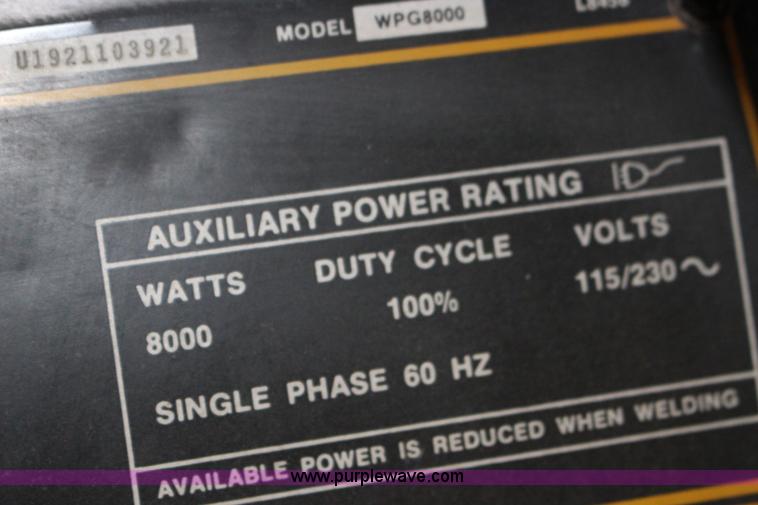 U1921103921
MODEL WPG8000
AUXILIARY POWER RATING
WATTS DUTY CYCLE VOLTS
8000 100% 115/230~
SINGLE PHASE 60 HZ
AVAILABLE POWER IS REDUCED WHEN WELDING
www.purplewave.com